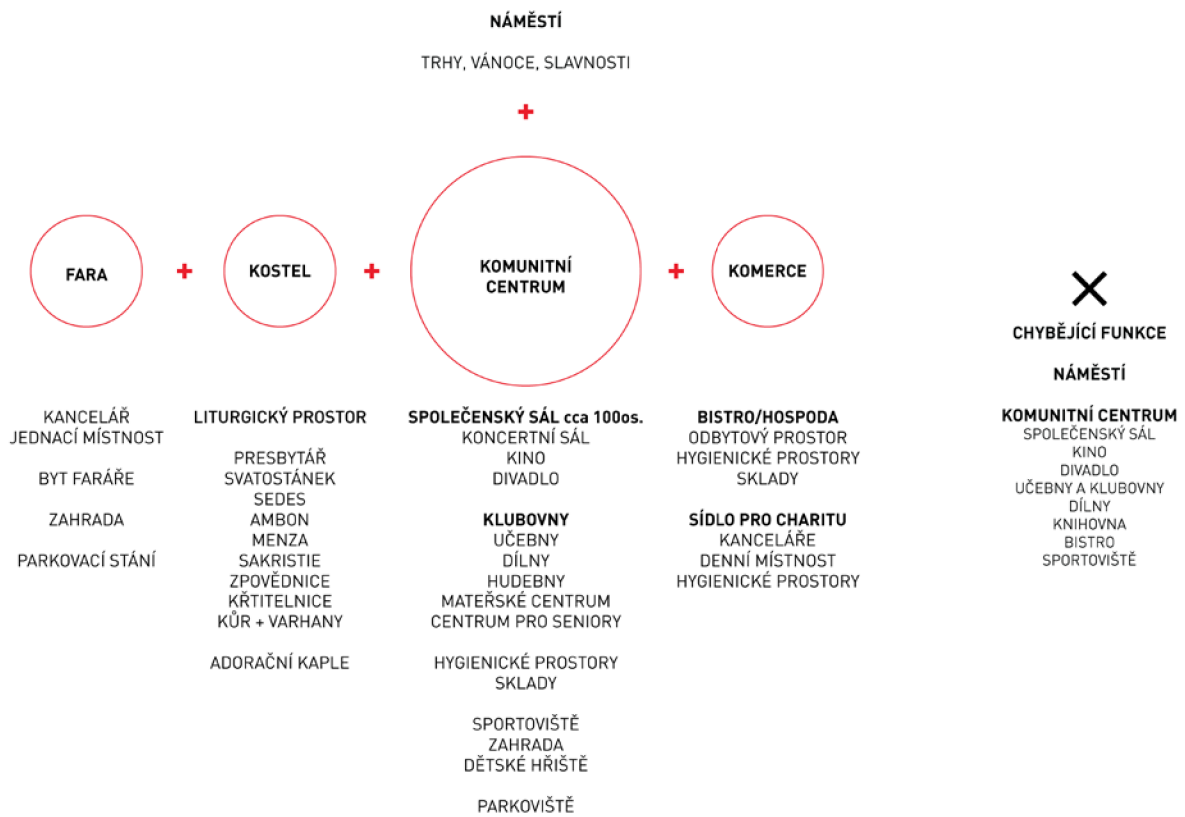 NÁMĚSTÍ
TRHY, VÁNOCE, SLAVNOSTI
+
FARA
+
KOSTEL
+
KOMUNITNÍ
CENTRUM
+
KOMERCE
KANCELÁŘ
JEDNACÍ MÍSTNOST
BYT FARÁŘE
ZAHRADA
PARKOVACÍ STÁNÍ
LITURGICKÝ PROSTOR
PRESBYTÁŘ
SVATOSTÁNEK
SEDES
AMBON
MENZA
SAKRISTIE
ZPOVĚDNICE
KŘTITELNICE
KŮR + VARHANY
ADORAČNÍ KAPLE
SPOLEČENSKÝ SÁL cca 100os.
KONCERTNÍ SÁL
KINO
DIVADLO
KLUBOVNY
UČEBNY
DÍLNY
HUDEBNY
MATEŘSKÉ CENTRUM
CENTRUM PRO SENIORY
HYGIENICKÉ PROSTORY
SKLADY
SPORTOVIŠTĚ
ZAHRADA
DĚTSKÉ HŘIŠTĚ
PARKOVIŠTĚ
BISTRO/HOSPODA
ODBYTOVÝ PROSTOR
HYGIENICKÉ PROSTORY
SKLADY
SÍDLO PRO CHARITU
KANCELÁŘE
DENNÍ MÍSTNOST
HYGIENICKÉ PROSTORY
CHYBĚJÍCÍ FUNKCE
NÁMĚSTÍ
KOMUNITNÍ CENTRUM
SPOLEČENSKÝ SÁL
KINO
DIVADLO
UČEBNY A KLUBOVNY
DÍLNY
KNIHOVNA
BISTRO
SPORTOVIŠTĚ